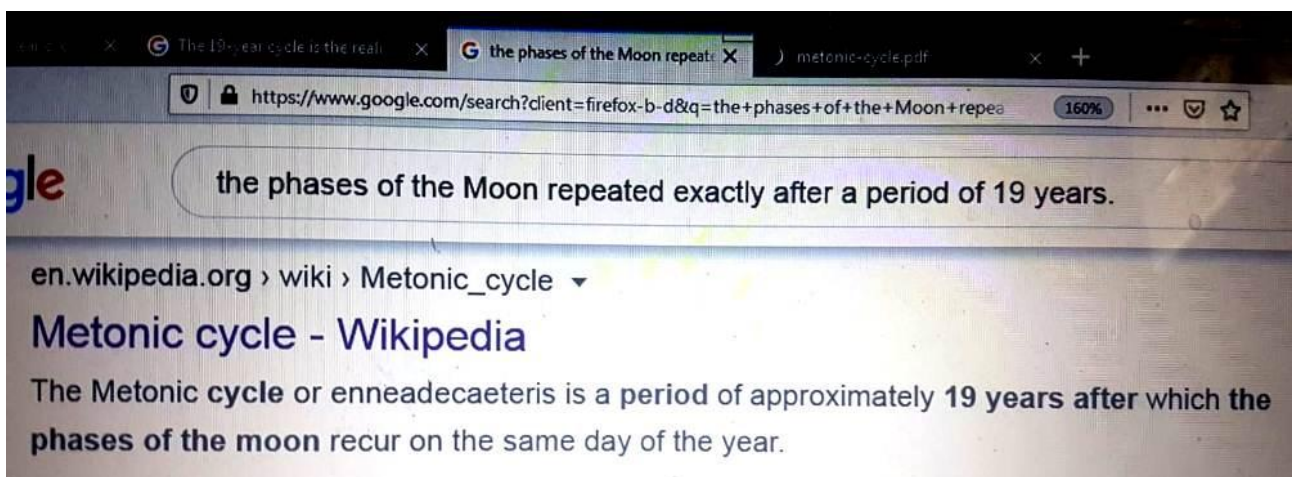 The 19-year cycle is the reali
the phases of the Moon repeate
metonic-cycle.pdf
https://www.google.com/search?client=firefox-b-d&q=the+phases+of+the+Moon+repea 160%
gle the phases of the Moon repeated exactly after a period of 19 years.
en.wikipedia.org › wiki › Metonic_cycle
Metonic cycle - Wikipedia
The Metonic cycle or enneadecaeteris is a period of approximately 19 years after which the
phases of the moon recur on the same day of the year.